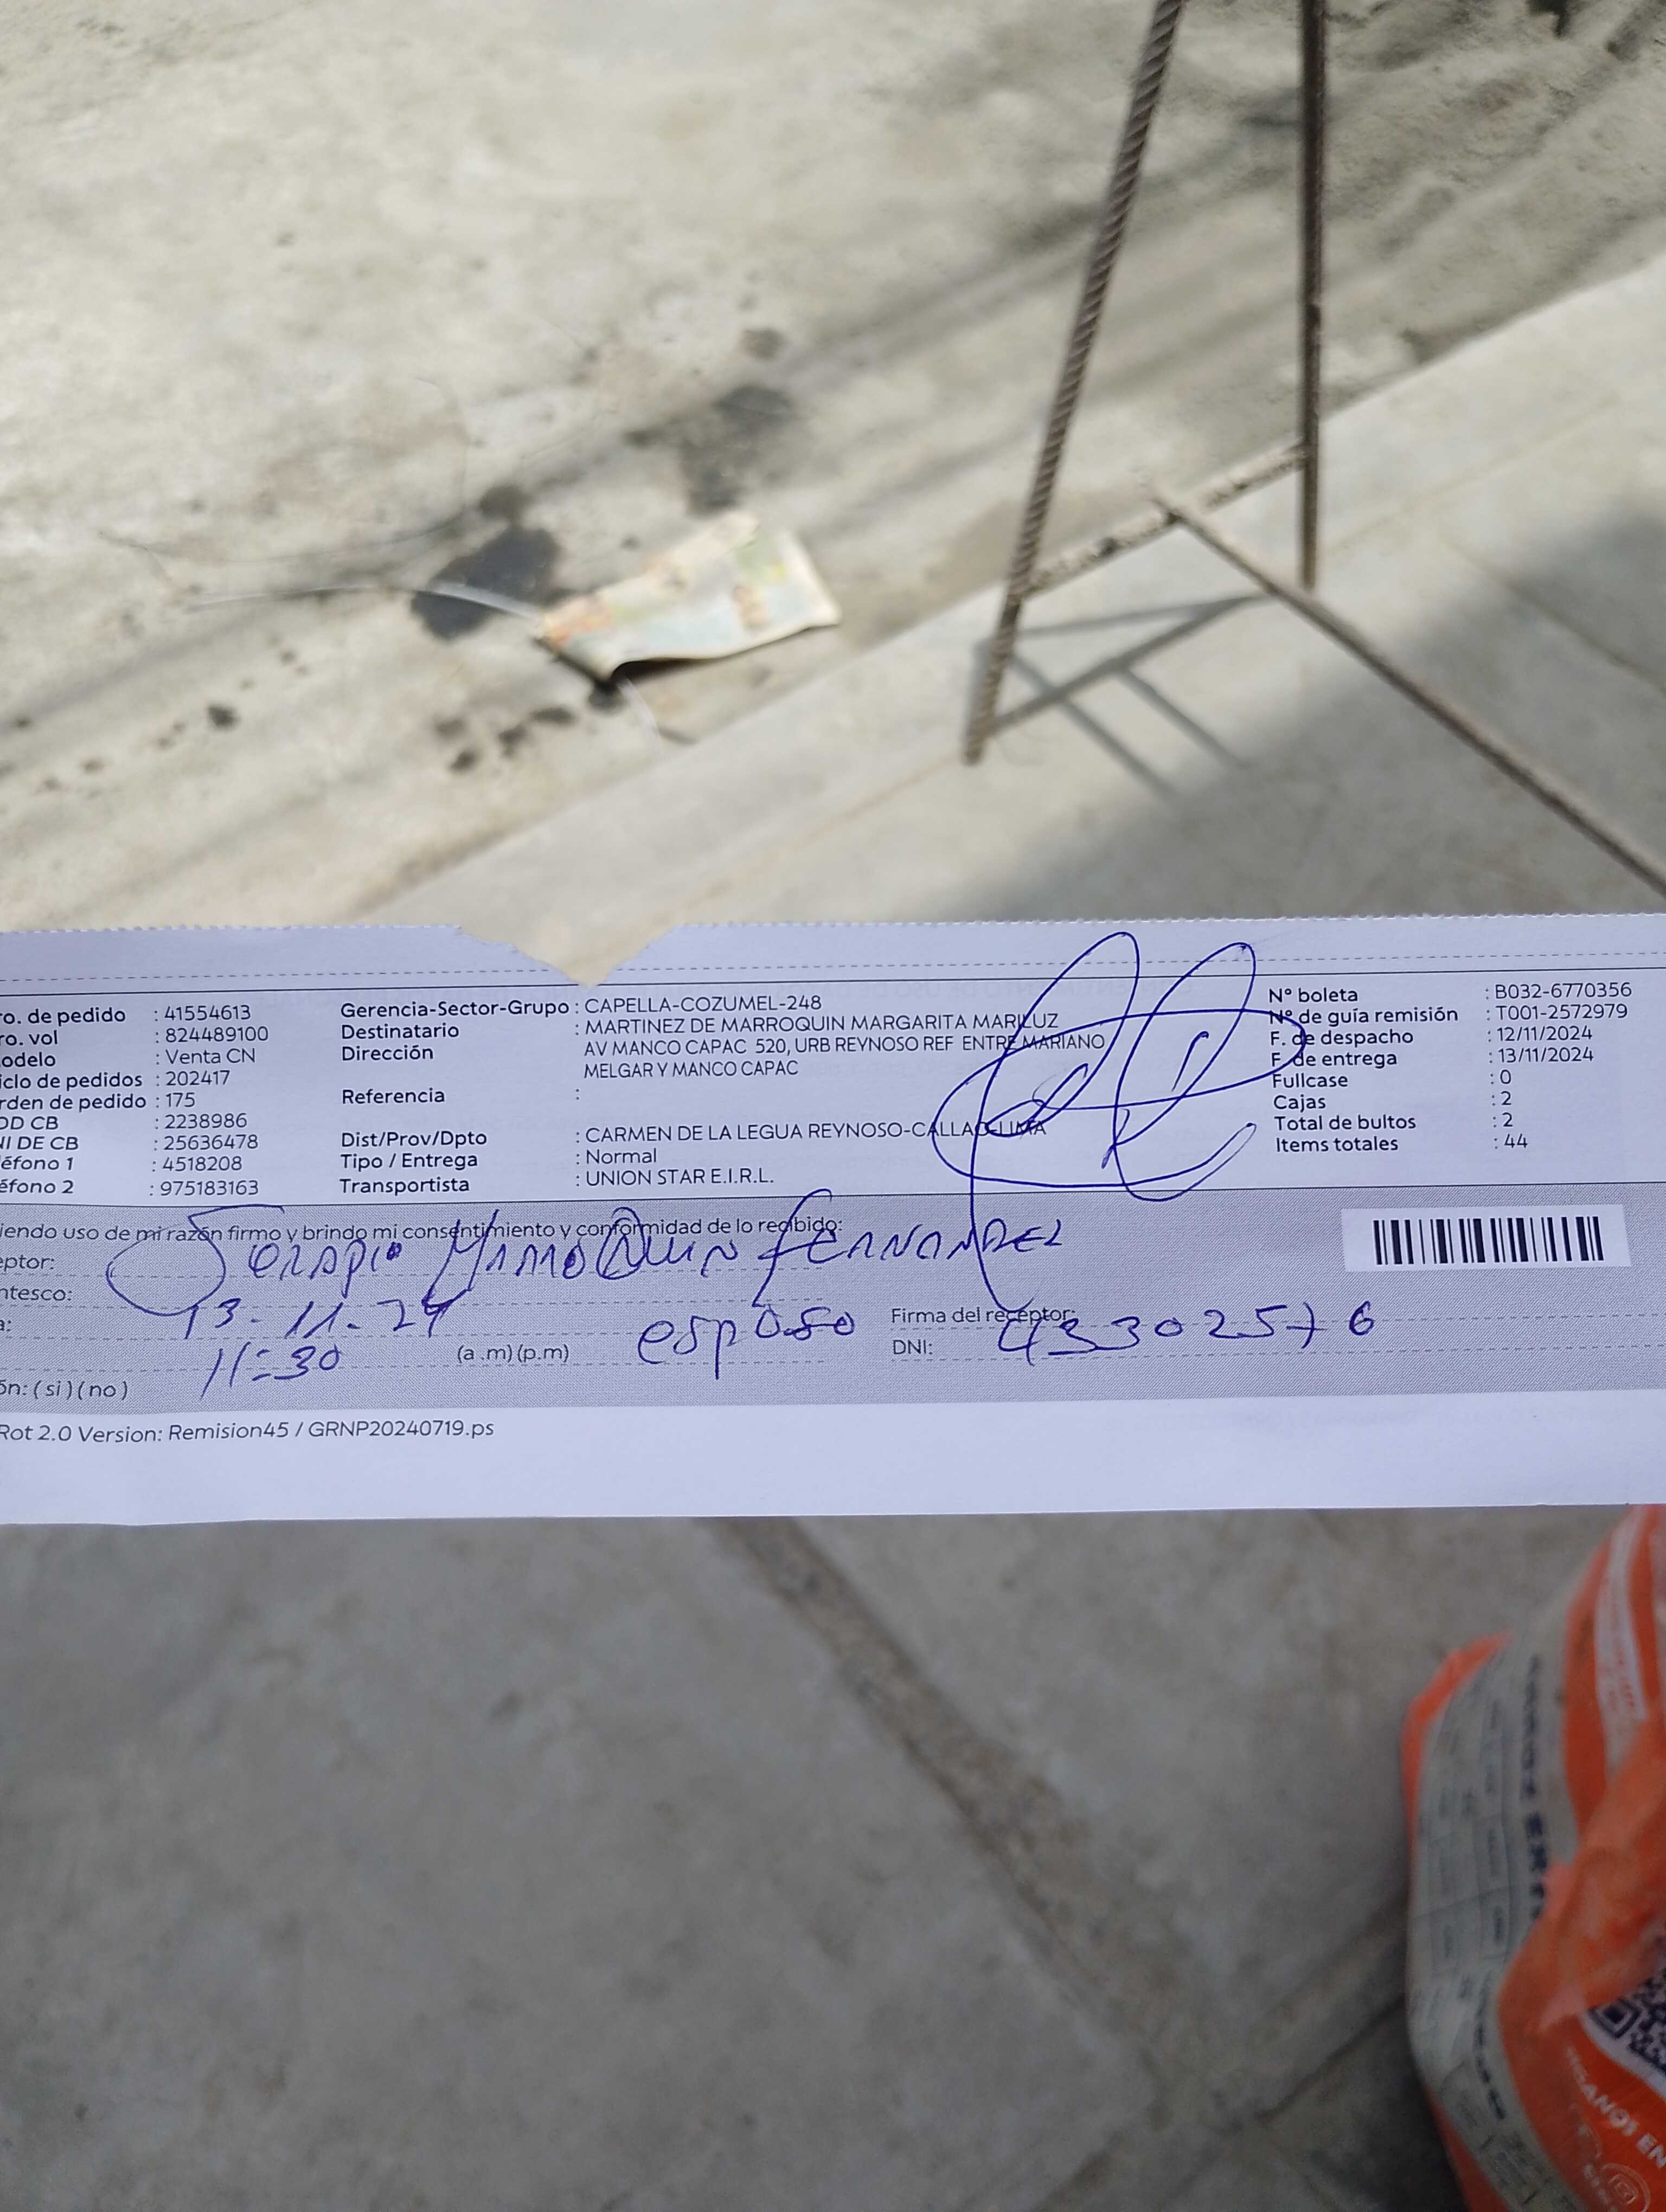 ro. de pedido : 41554613
ro. vol : 824489100
odelo : Venta CN
iclo de pedidos : 202417
rden de pedido : 175
OD CB : 2238986
NI DE CB : 25636478
léfono 1 : 4518208
éfono 2 : 975183163
Gerencia-Sector-Grupo : CAPELLA-COZUMEL-248
Destinatario : MARTINEZ DE MARROQUIN MARGARITA MARILUZ
Dirección AV MANCO CAPAC 520, URB REYNOSO REF ENTRE MARIANO
MELGAR Y MANCO CAPAC
Referencia :
Dist/Prov/Dpto : CARMEN DE LA LEGUA REYNOSO-CALLAO-LIMA
Tipo / Entrega : Normal
Transportista : UNION STAR E.I.R.L.
N° boleta : B032-6770356
N° de guía remisión : T001-2572979
F. de despacho : 12/11/2024
F. de entrega : 13/11/2024
Fullcase : 0
Cajas : 2
Total de bultos : 2
Items totales : 44
iendo uso de mi razón firmo y brindo mi consentimiento y conformidad de lo recibido:
eptor: Serapio MARROQuiN FERNANDEZ
ntesco:
a: 13-11-24 esposo Firma del receptor:
11:30 (a .m) (p.m) DNI: 43302576
ón: ( si ) ( no )
Rot 2.0 Version: Remision45 / GRNP20240719.ps